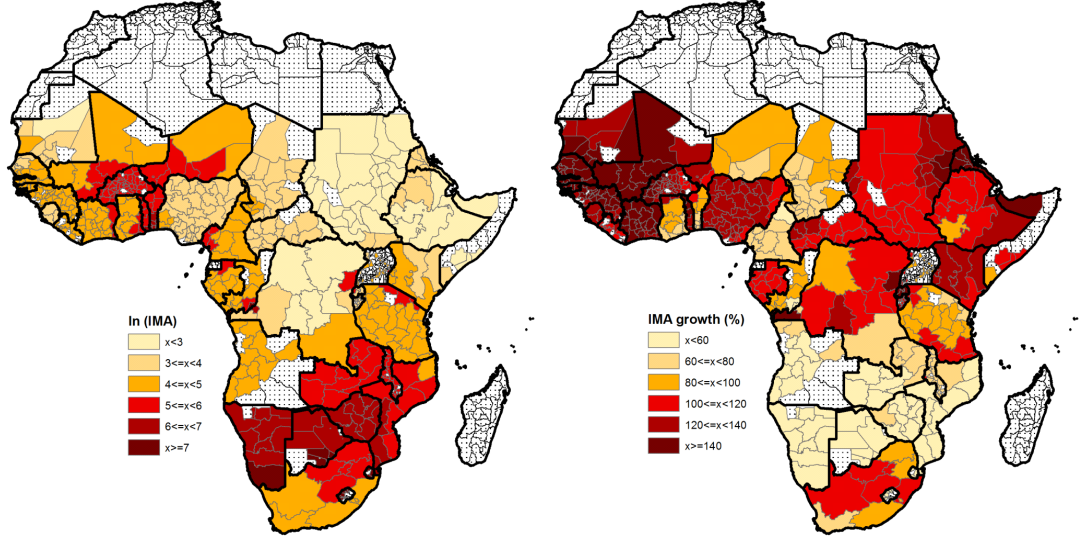 ln (IMA)
x<3
3<=x<4
4<=x<5
5<=x<6
6<=x<7
x>=7
IMA growth (%)
x<60
60<=x<80
80<=x<100
100<=x<120
120<=x<140
x>=140